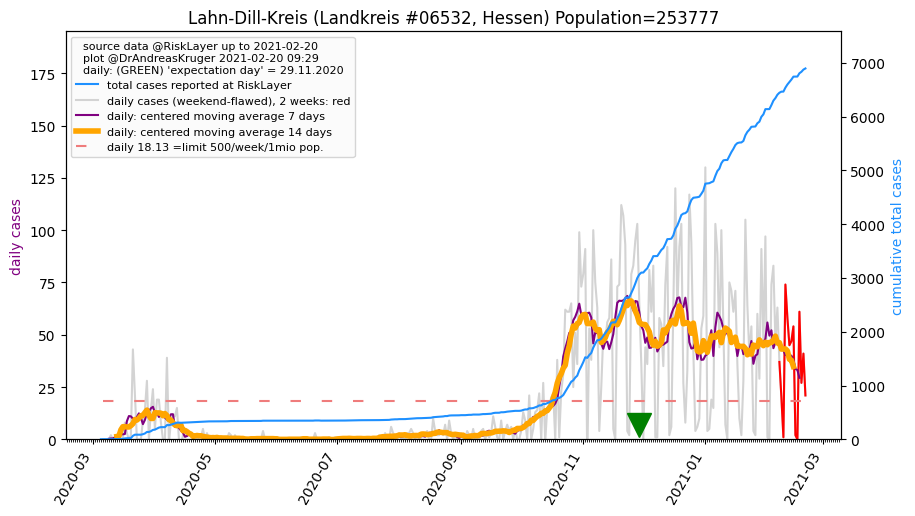 Lahn-Dill-Kreis (Landkreis #06532, Hessen) Population=253777
source data @RiskLayer up to 2021-02-20
plot @DrAndreasKruger 2021-02-20 09:29
daily: (GREEN) 'expectation day' = 29.11.2020
total cases reported at RiskLayer
daily cases (weekend-flawed), 2 weeks: red
daily: centered moving average 7 days
daily: centered moving average 14 days
daily 18.13 =limit 500/week/1mio pop.
daily cases
175
150
125
100
75
50
25
0
7000
6000
5000
4000
3000
2000
1000
0
cumulative total cases
2020-03
2020-05
2020-07
2020-09
2020-11
2021-01
2021-03